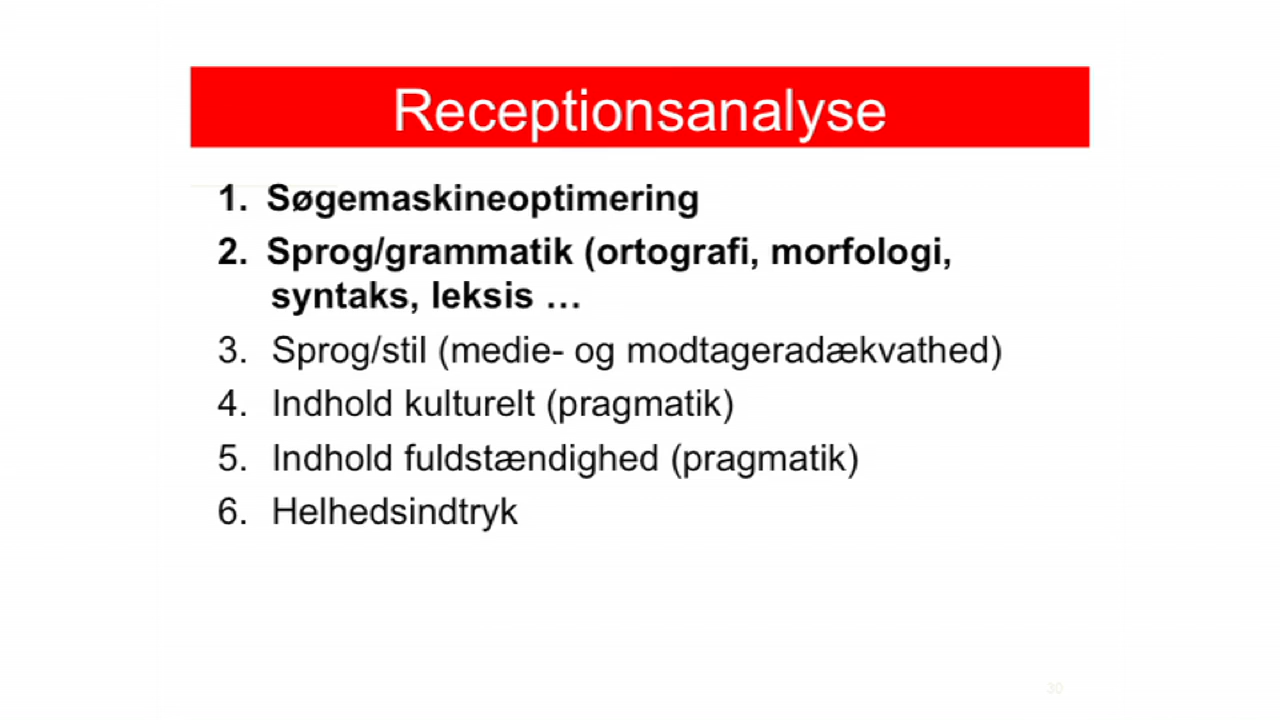 Receptionsanalyse
1. Søgemaskineoptimering
2. Sprog/grammatik (ortografi, morfologi,
syntaks, leksis …
3. Sprog/stil (medie- og modtageradækvathed)
4. Indhold kulturelt (pragmatik)
5. Indhold fuldstændighed (pragmatik)
6. Helhedsindtryk
30